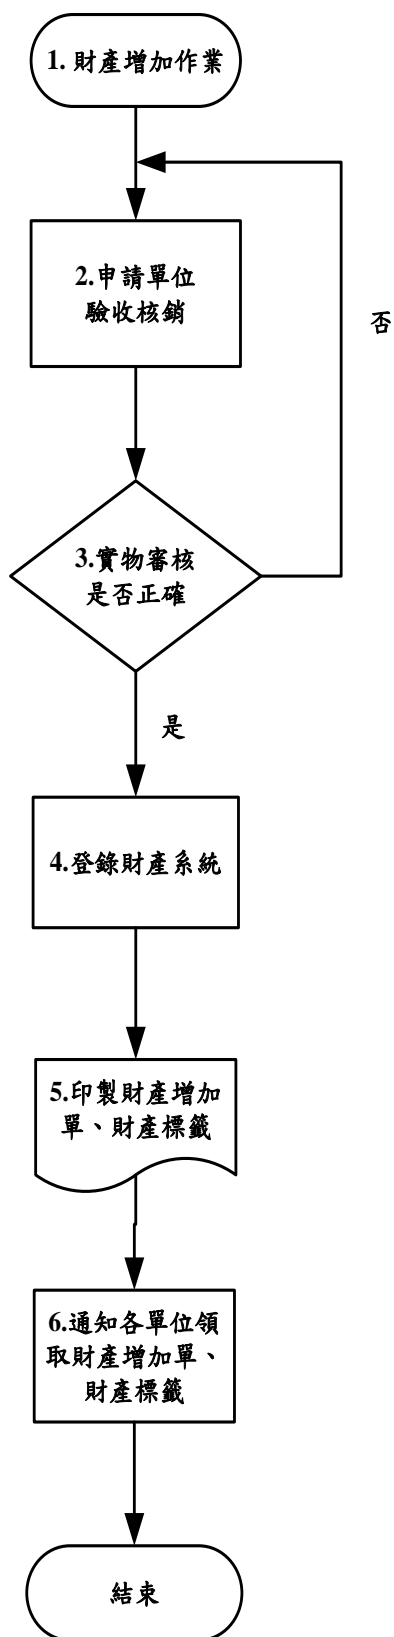 1. 財產增加作業
2.申請單位
驗收核銷
否
3.實物審核
是否正確
是
4.登錄財產系統
5.印製財產增加
單、財產標籤
6.通知各單位領
取財產增加單、
財產標籤
結束